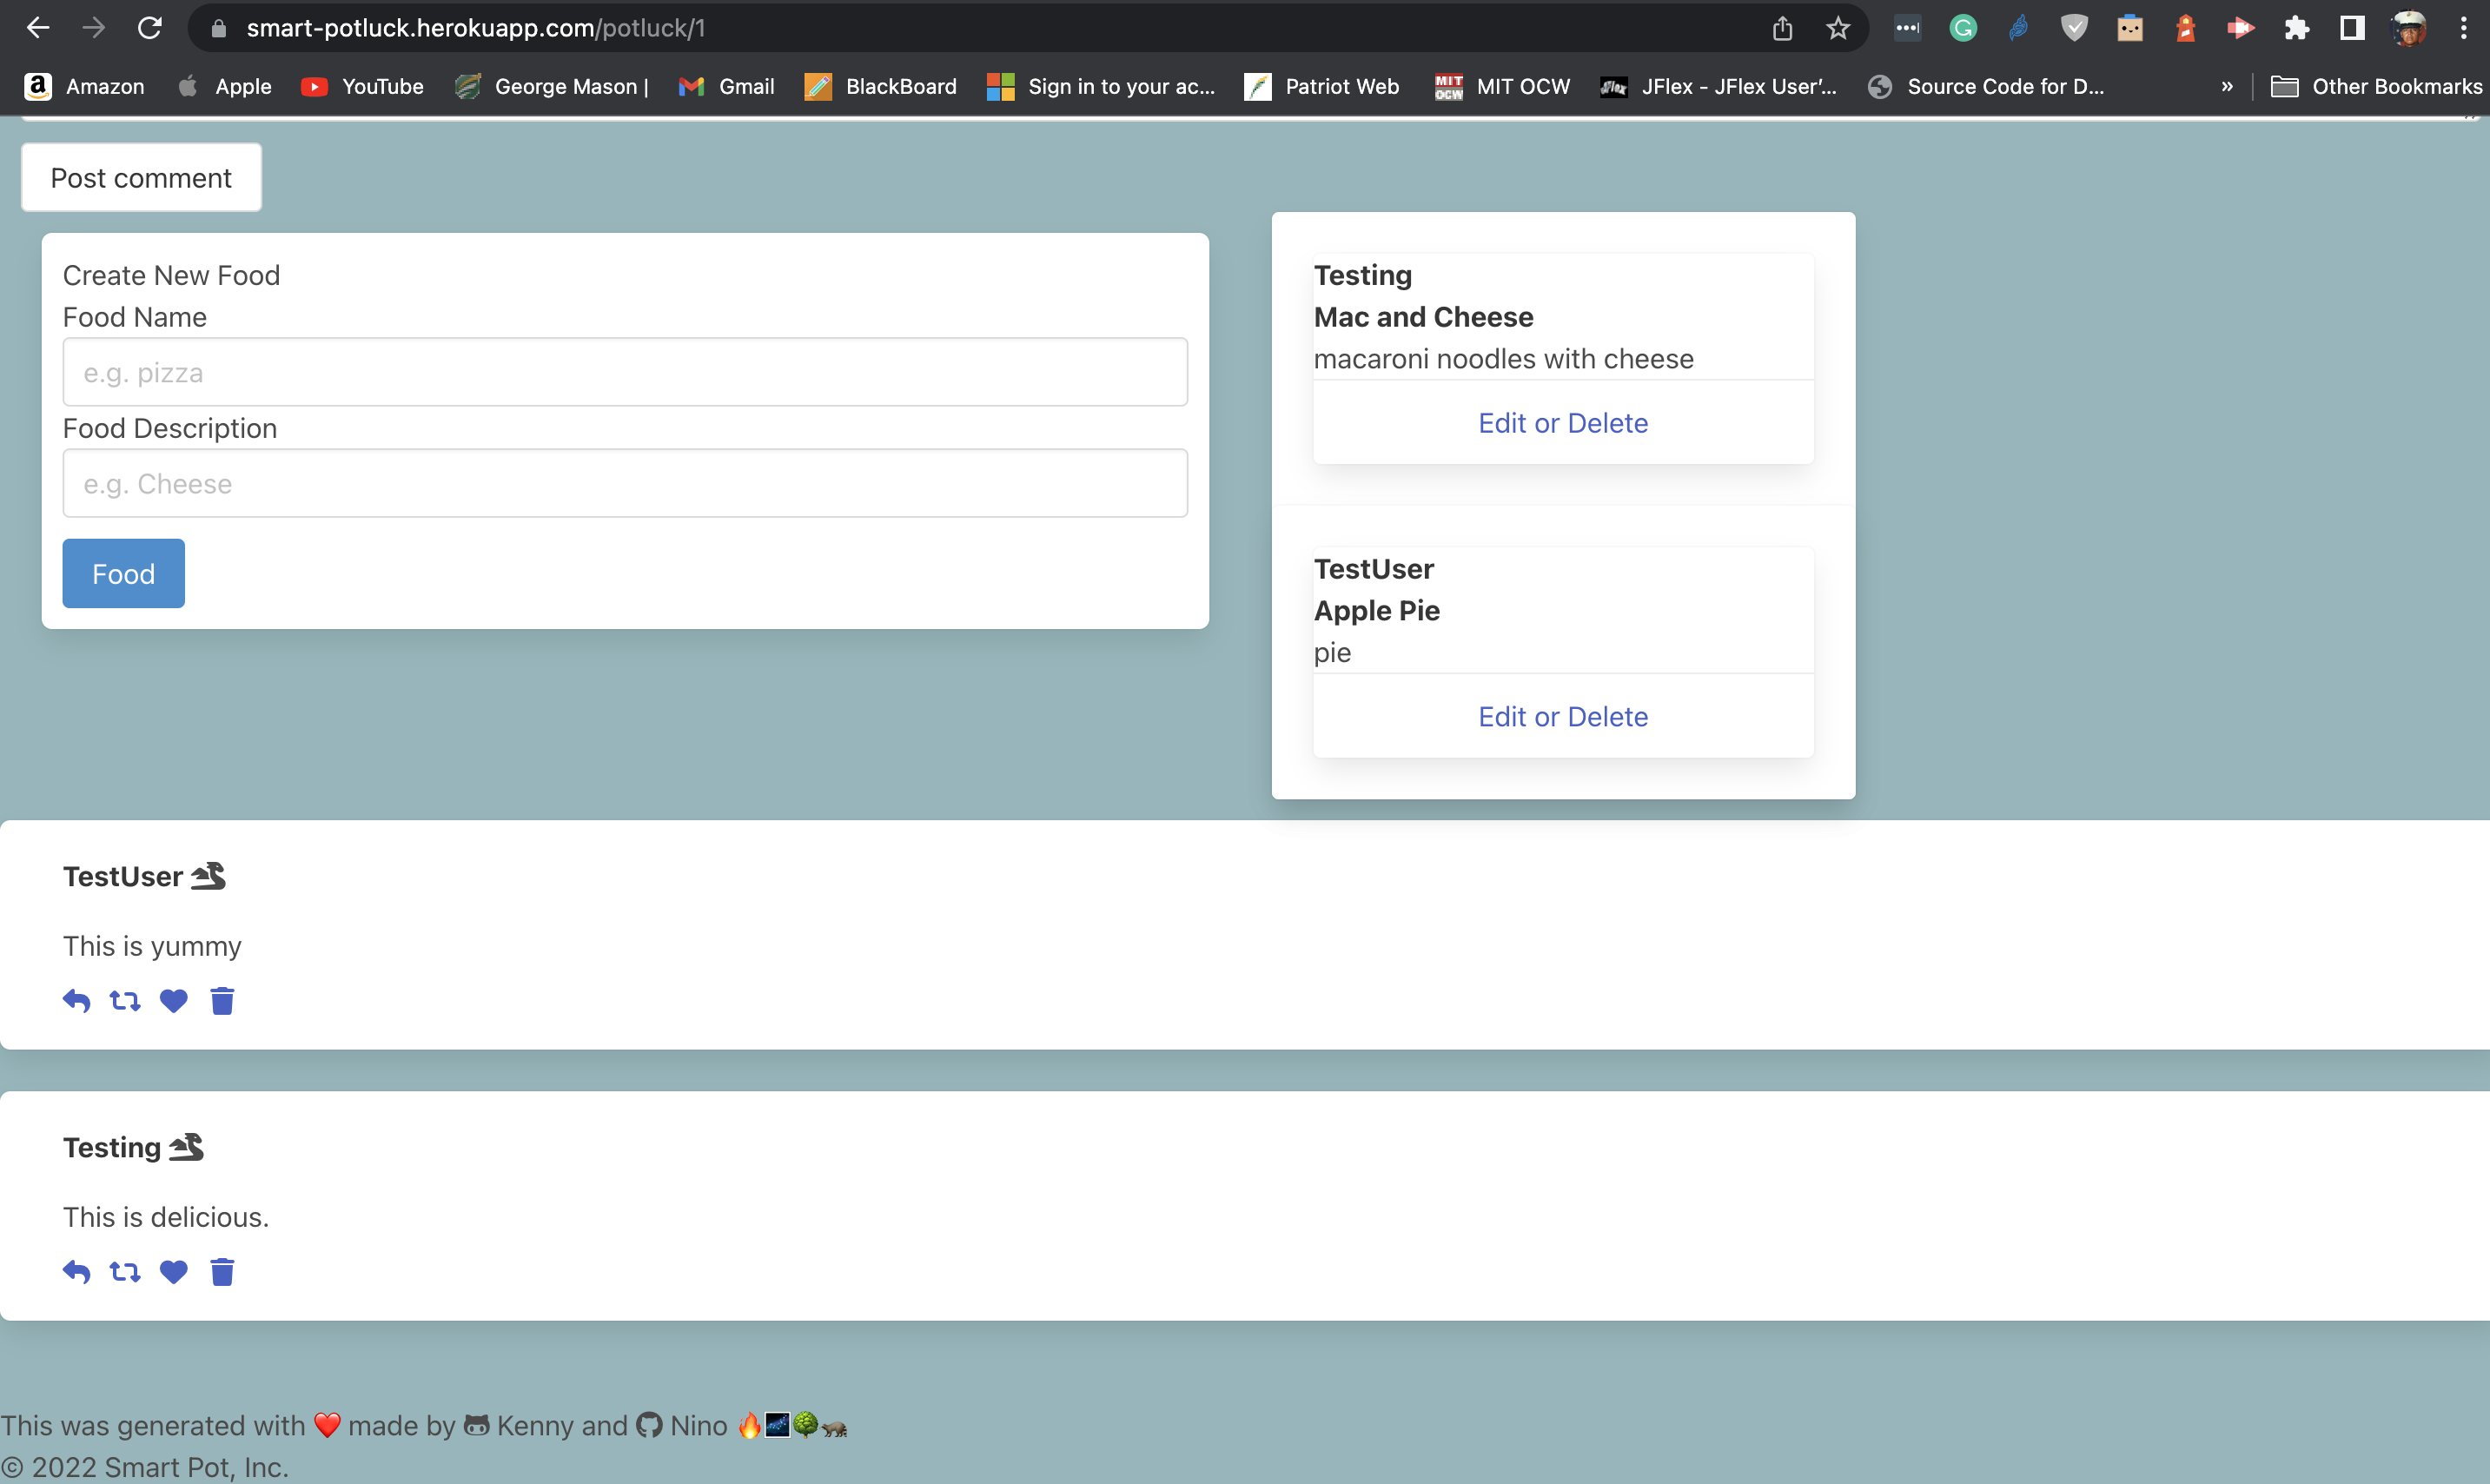 smart-potluck.herokuapp.com/potluck/1
Amazon Apple YouTube George Mason | Gmail BlackBoard Sign in to your ac... Patriot Web MIT OCW JFlex - JFlex User'... Source Code for D... » Other Bookmarks
Post comment
Create New Food
Food Name
e.g. pizza
Food Description
e.g. Cheese
Food
Testing
Mac and Cheese
macaroni noodles with cheese
Edit or Delete
TestUser
Apple Pie
pie
Edit or Delete
TestUser
This is yummy
Testing
This is delicious.
This was generated with ❤️ made by Kenny and Nino 🔥🌌🌳🦡
© 2022 Smart Pot, Inc.